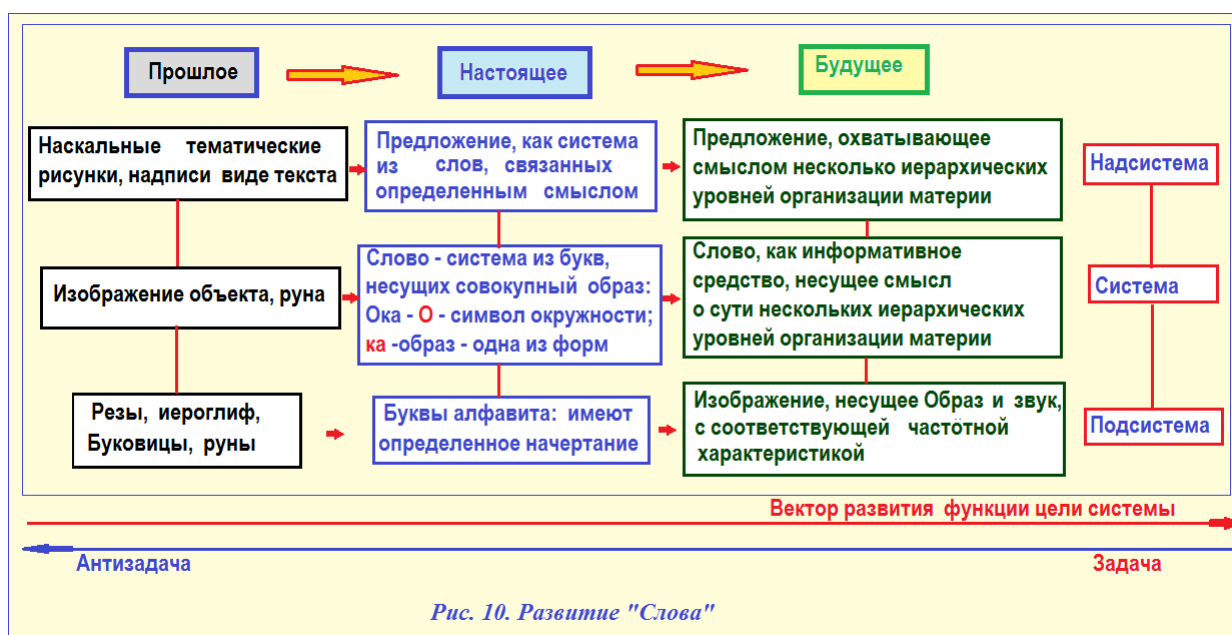 Прошлое
Настоящее
Будущее
Наскальные тематические
рисунки, надписи виде текста
Предложение, как система
из слов, связанных
определенным смыслом
Предложение, охватывающее
смыслом несколько иерархических
уровней организации материи
Надсистема
Изображение объекта, руна
Слово - система из букв,
несущих совокупный образ:
Ока - О - символ окружности;
ка -образ - одна из форм
Слово, как информативное
средство, несущее смысл
о сути нескольких иерархических
уровней организации материи
Система
Резы, иероглиф,
Буковицы, руны
Буквы алфавита: имеют
определенное начертание
Изображение, несущее Образ и звук,
с соответствующей частотной
характеристикой
Подсистема
Вектор развития функции цели системы
Антизадача
Задача
Рис. 10. Развитие "Слова"